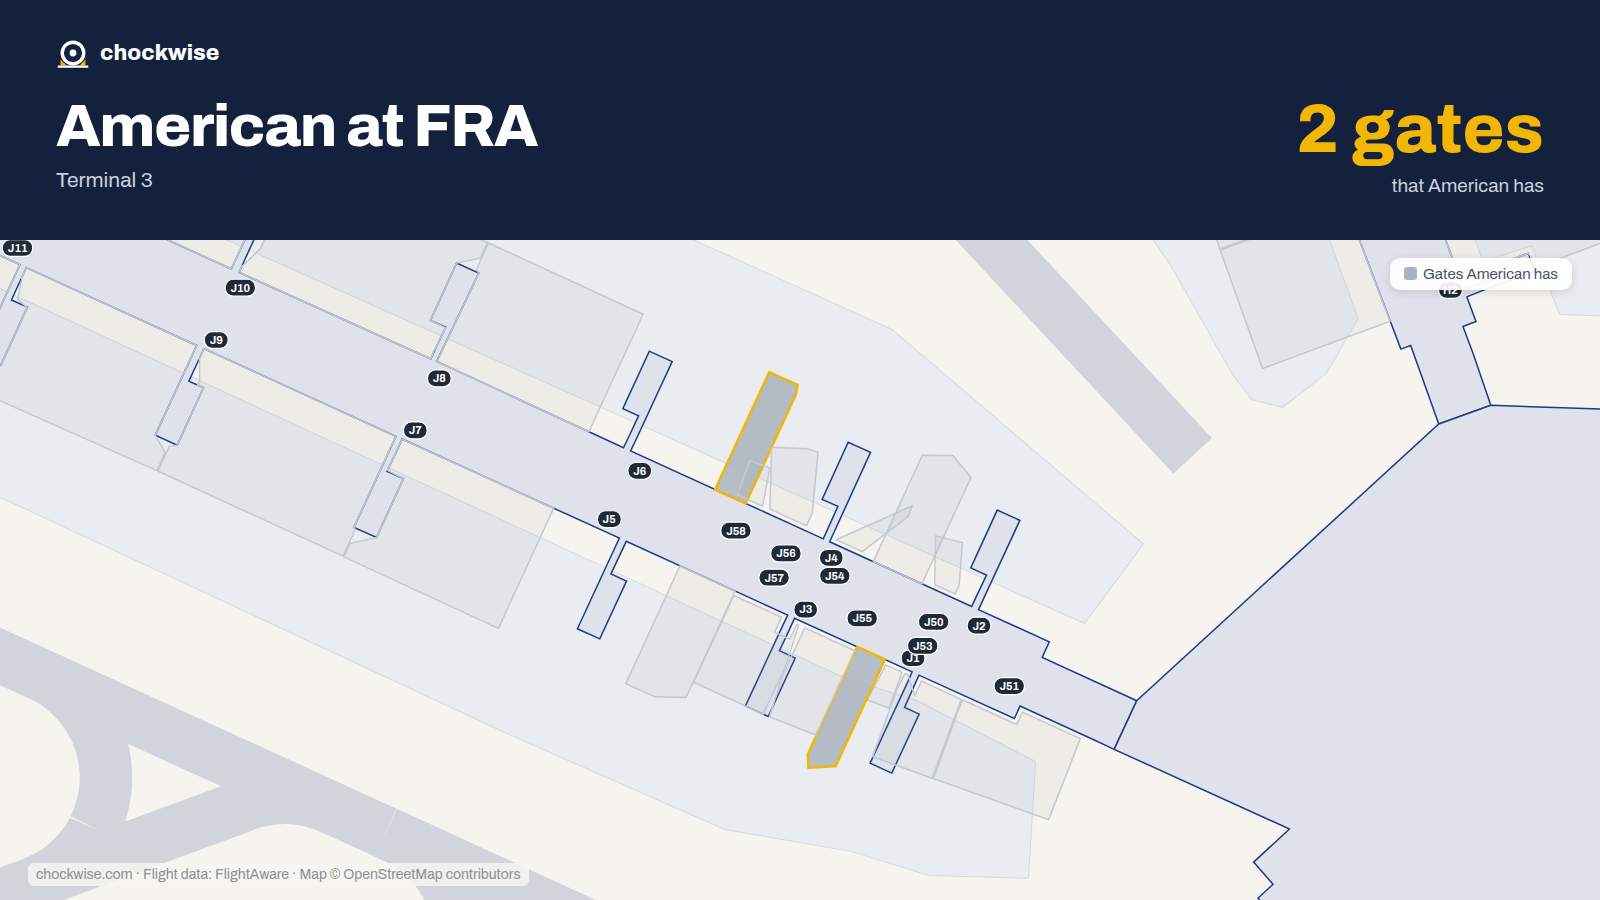 chockwise
American at FRA
Terminal 3
2 gates
that American has
Gates American has
J11
J10
H2
J9
J8
J7
J6
J5
J58
J56
J4
J57
J54
J3
J55
J50
J2
J53
J1
J51
chockwise.com · Flight data: FlightAware · Map © OpenStreetMap contributors